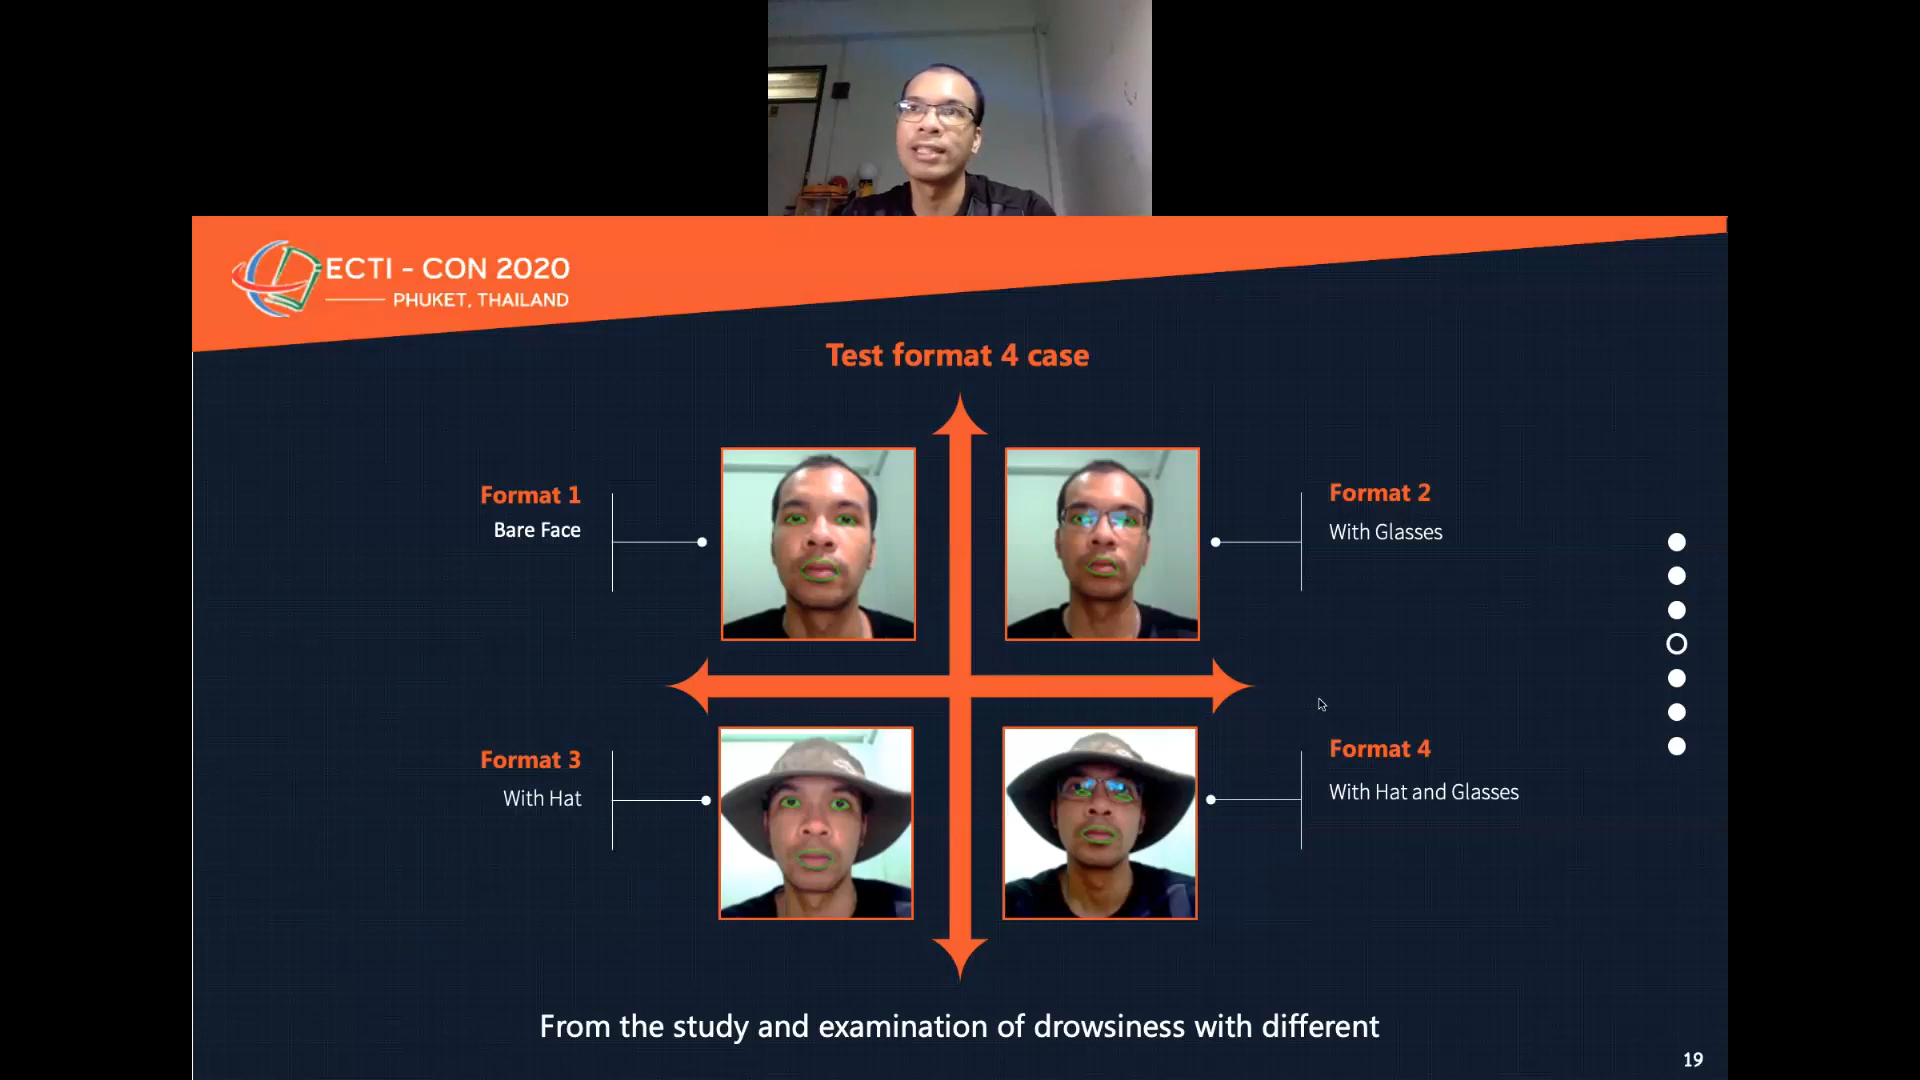 ECTI - CON 2020
PHUKET, THAILAND
Test format 4 case
Format 1
Bare Face
Format 2
With Glasses
Format 3
With Hat
Format 4
With Hat and Glasses
From the study and examination of drowsiness with different
19